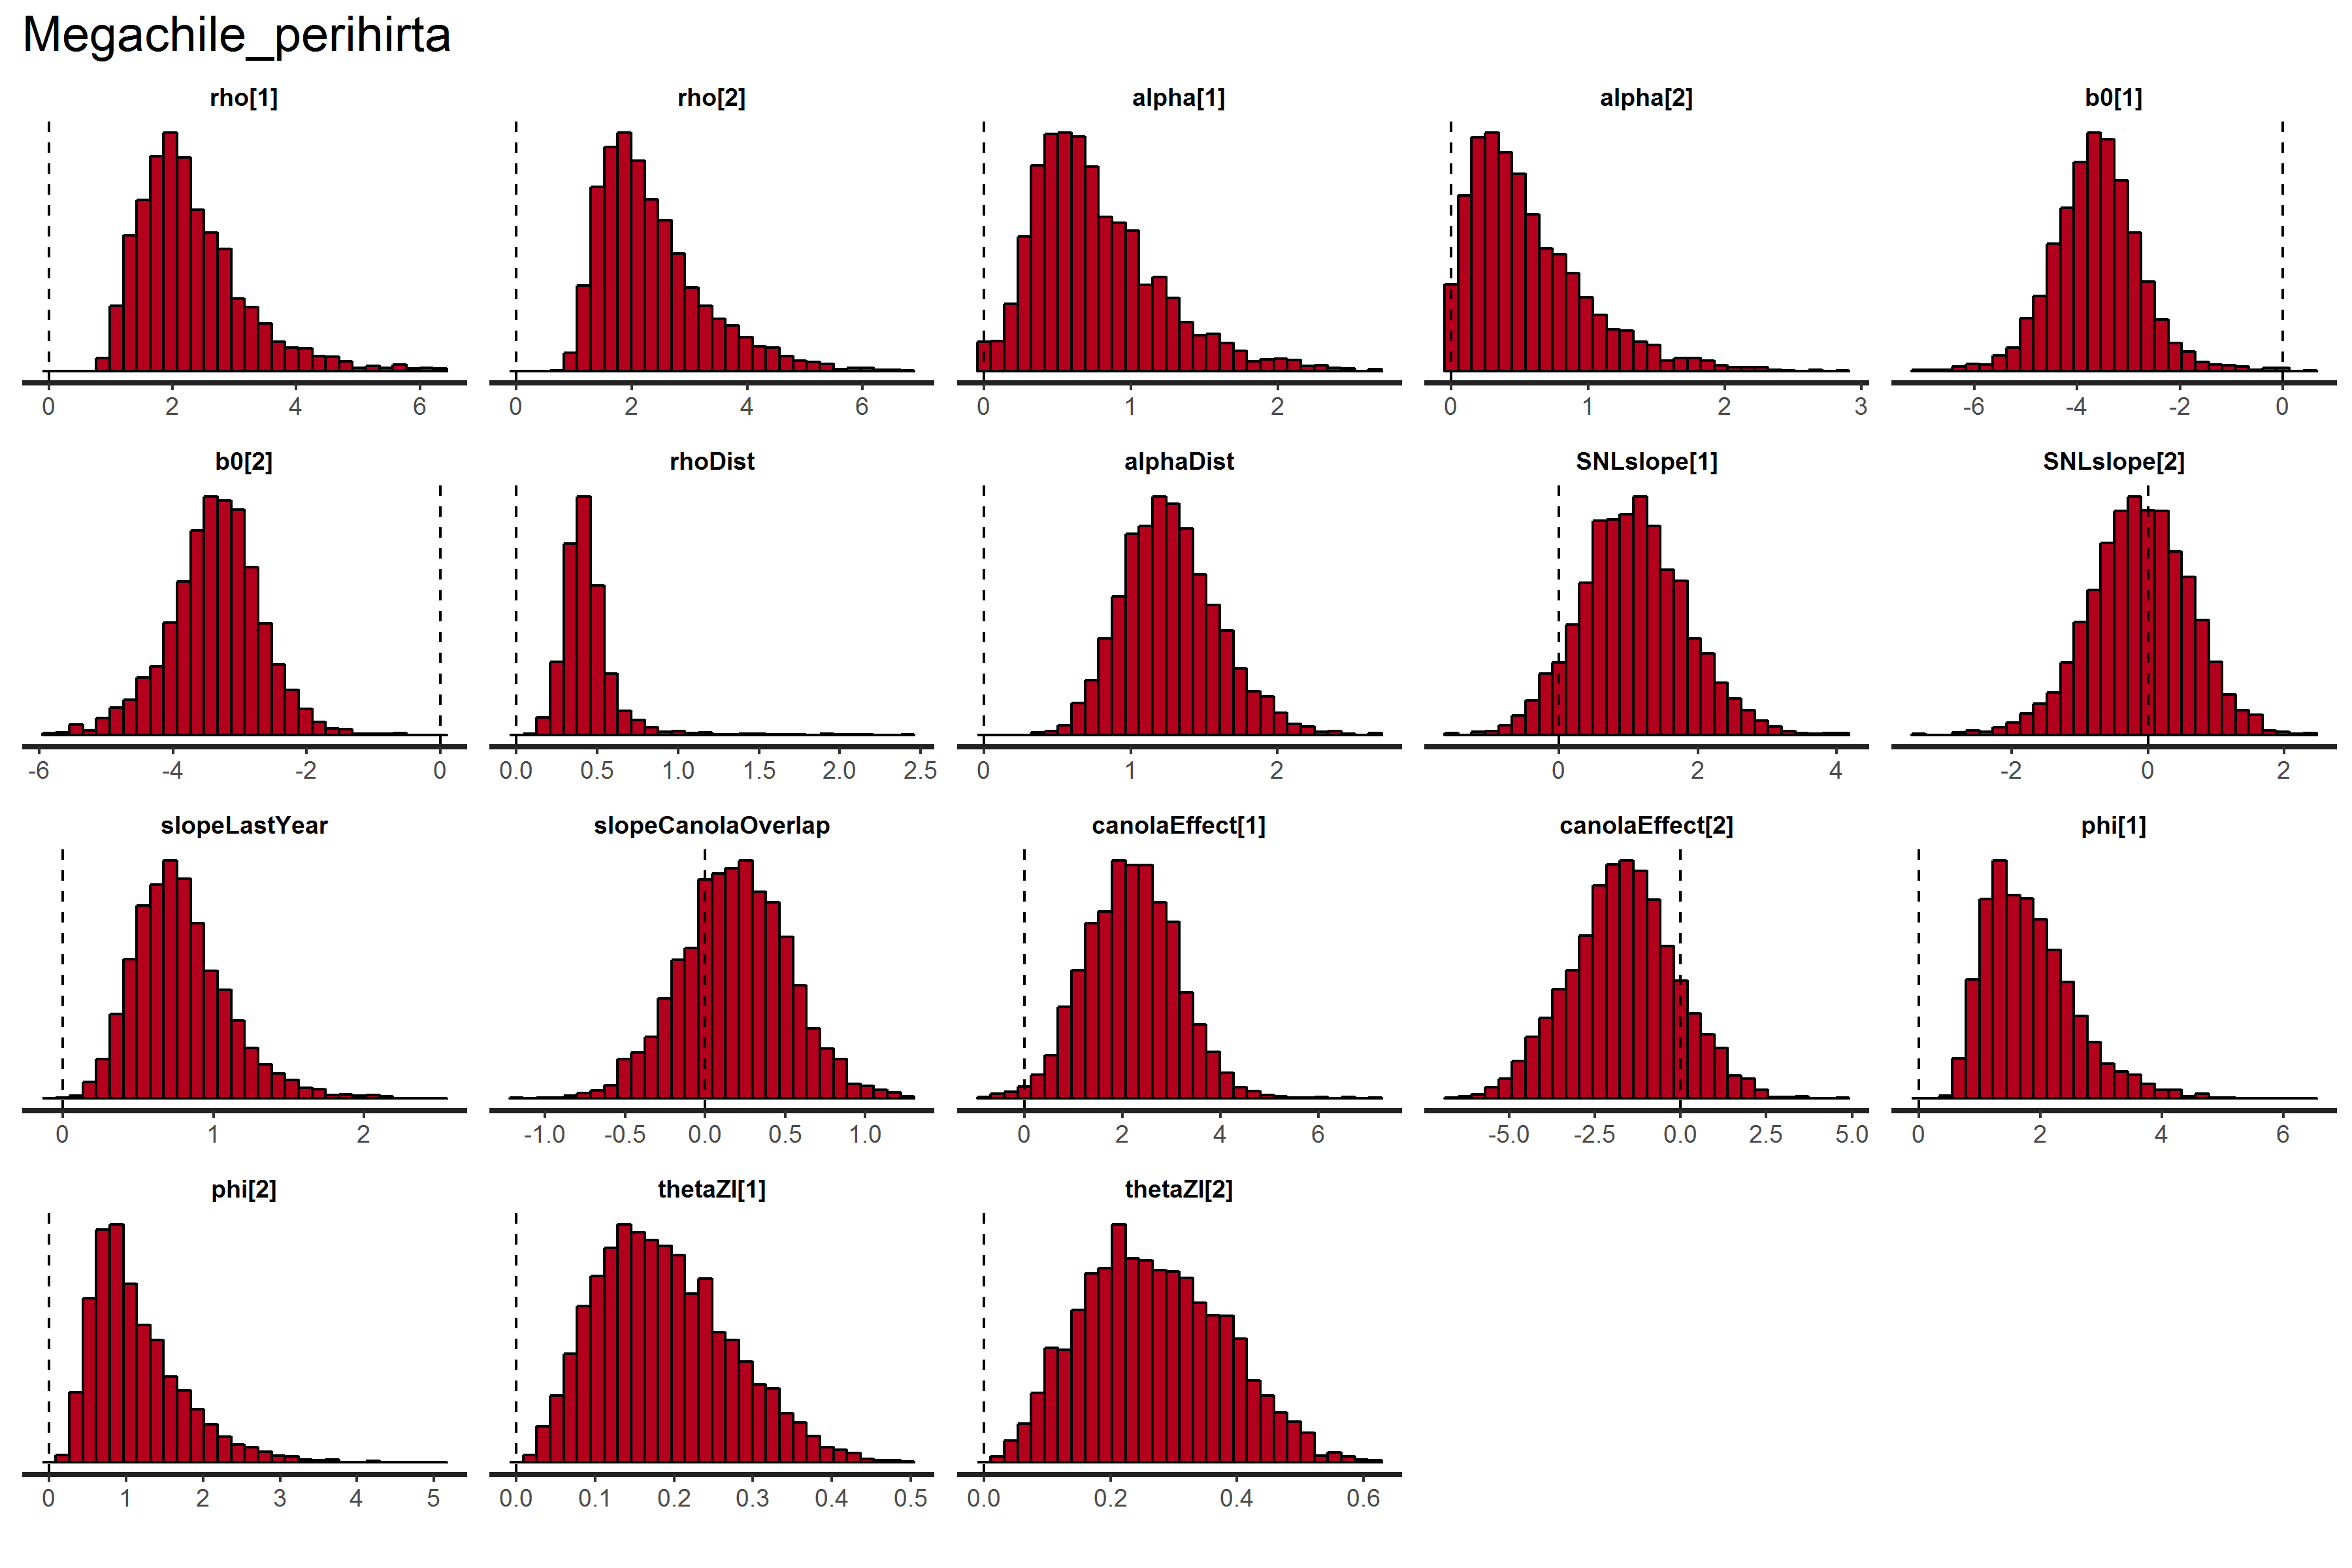 Megachile_perihirta
rho[1] rho[2] alpha[1] alpha[2] b0[1]
0 2 4 6 0 2 4 6 0 1 2 0 1 2 3 -6 -4 -2 0
b0[2] rhoDist alphaDist SNLslope[1] SNLslope[2]
-6 -4 -2 0 0.0 0.5 1.0 1.5 2.0 2.5 0 1 2 0 2 4 -2 0 2
slopeLastYear slopeCanolaOverlap canolaEffect[1] canolaEffect[2] phi[1]
0 1 2 -1.0 -0.5 0.0 0.5 1.0 0 2 4 6 -5.0 -2.5 0.0 2.5 5.0 0 2 4 6
phi[2] thetaZI[1] thetaZI[2]
0 1 2 3 4 5 0.0 0.1 0.2 0.3 0.4 0.5 0.0 0.2 0.4 0.6